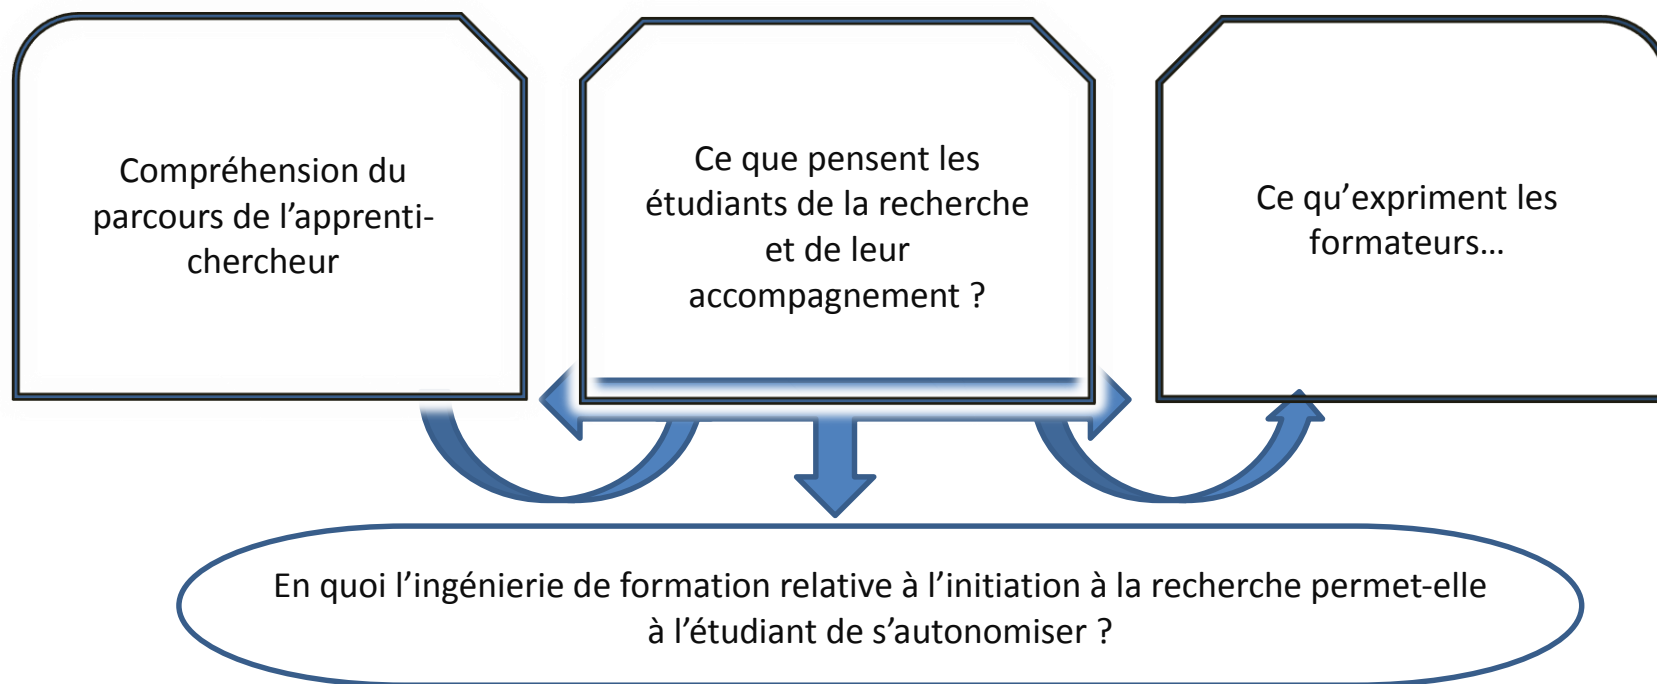 Compréhension du
parcours de l’apprenti-
chercheur
Ce que pensent les
étudiants de la recherche
et de leur
accompagnement ?
Ce qu’expriment les
formateurs…
En quoi l’ingénierie de formation relative à l’initiation à la recherche permet-elle
à l’étudiant de s’autonomiser ?